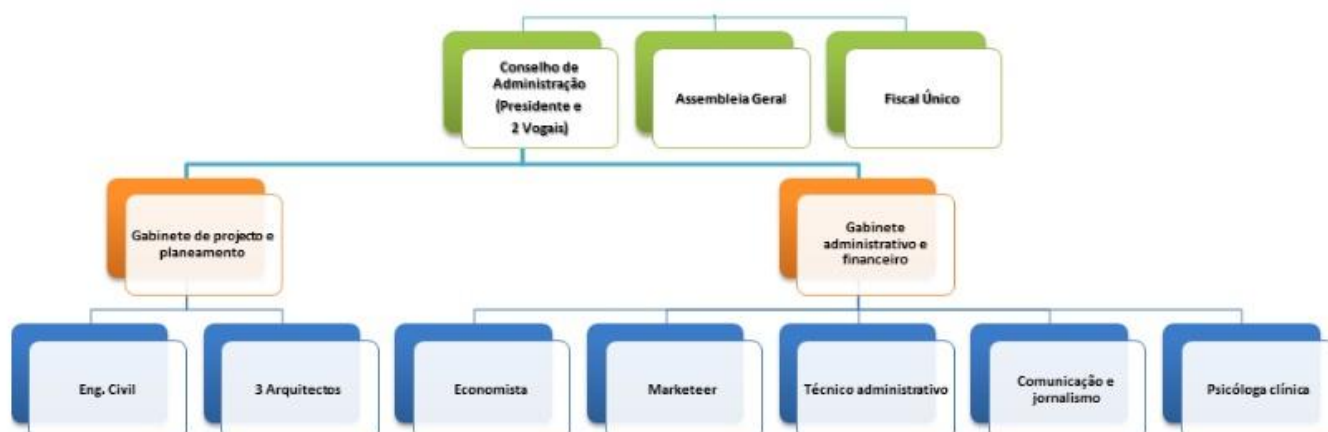 Conselho de
Administração
(Presidente e
2 Vogais)
Assembleia Geral
Fiscal Único
Gabinete de projecto e
planeamento
Gabinete
administrativo e
financeiro
Eng. Civil
3 Arquitectos
Economista
Marketeer
Técnico administrativo
Comunicação e
jornalismo
Psicóloga clínica